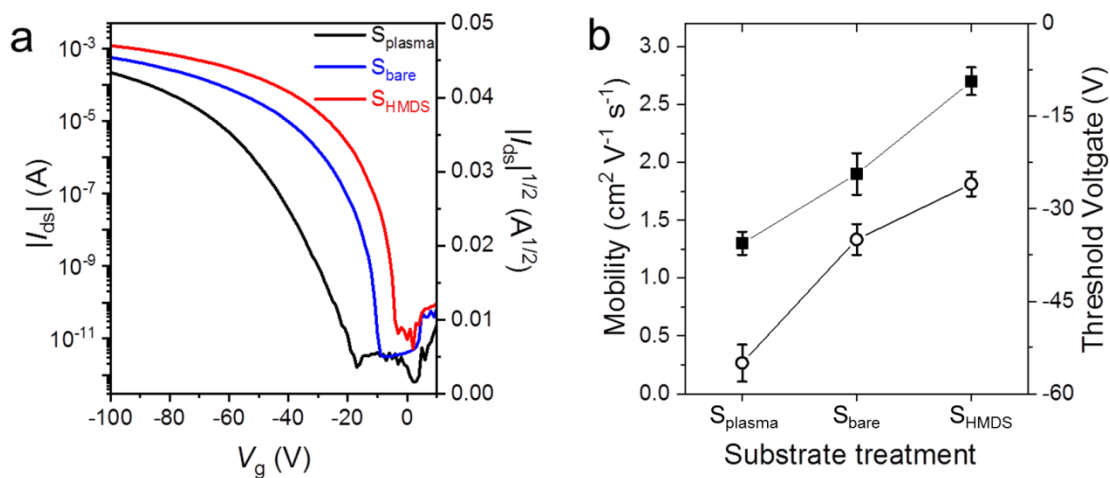 a
S_plasma
S_bare
S_HMDS
10⁻³
10⁻⁵
10⁻⁷
10⁻⁹
10⁻¹¹
|I_ds| (A)
0.05
0.04
0.03
0.02
0.01
0.00
|I_ds|^1/2 (A^1/2)
-100 -80 -60 -40 -20 0
V_g (V)
b
3.0
2.5
2.0
1.5
1.0
0.5
0.0
Mobility (cm² V⁻¹ s⁻¹)
0
-15
-30
-45
-60
Threshold Voltgate (V)
S_plasma S_bare S_HMDS
Substrate treatment